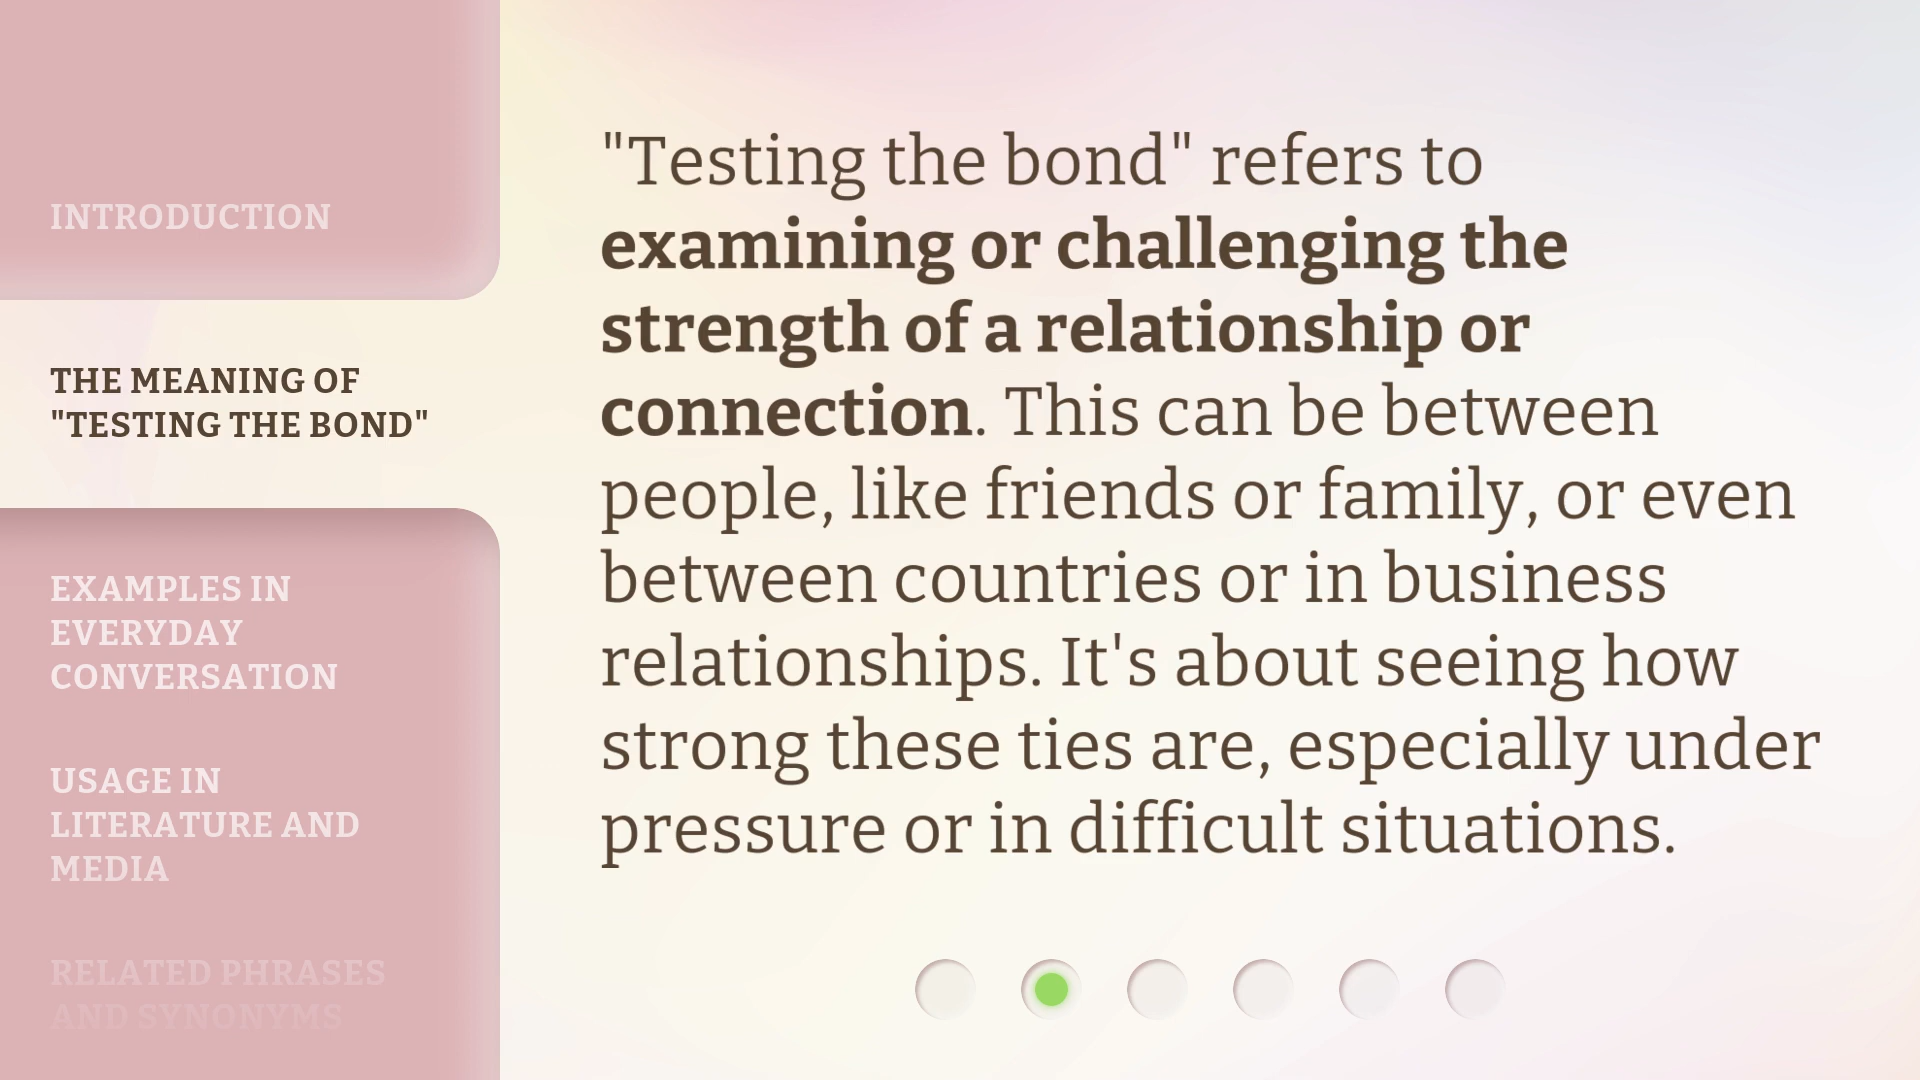 INTRODUCTION
THE MEANING OF
"TESTING THE BOND"
EXAMPLES IN
EVERYDAY
CONVERSATION
USAGE IN
LITERATURE AND
MEDIA
RELATED PHRASES
AND SYNONYMS
"Testing the bond" refers to
examining or challenging the
strength of a relationship or
connection. This can be between
people, like friends or family, or even
between countries or in business
relationships. It's about seeing how
strong these ties are, especially under
pressure or in difficult situations.